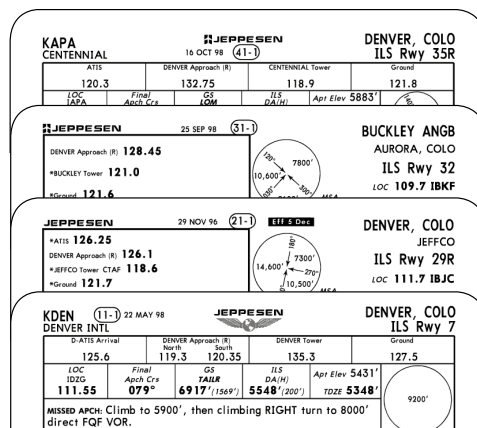 KAPA
CENTENNIAL
JEPPESEN
16 OCT 98 41-1
DENVER, COLO
ILS Rwy 35R
ATIS DENVER Approach (R) CENTENNIAL Tower Ground
120.3 132.75 118.9 121.8
LOC Final GS ILS Apt Elev 5883'
IAPA Apch Crs LOM DA(H)
JEPPESEN 25 SEP 98 31-1 BUCKLEY ANGB
AURORA, COLO
ILS Rwy 32
LOC 109.7 IBKF
DENVER Approach (R) 128.45
*BUCKLEY Tower 121.0
*Ground 121.6
120° 7800'
10,600'
030° 300°
MSA
JEPPESEN 29 NOV 96 21-1 Eff 5 Dec DENVER, COLO
JEFFCO
ILS Rwy 29R
LOC 111.7 IBJC
*ATIS 126.25
DENVER Approach (R) 126.1
*JEFFCO Tower CTAF 118.6
*Ground 121.7
180°
7300'
14,600' 270°
10,500'
MSA
KDEN 11-1 22 MAY 98 JEPPESEN DENVER, COLO
DENVER INTL ILS Rwy 7
D-ATIS Arrival DENVER Approach (R) DENVER Tower Ground
North South
125.6 119.3 120.35 135.3 127.5
LOC Final GS ILS Apt Elev 5431'
IDZG Apch Crs TAILR DA(H)
111.55 079° 6917'(1569') 5548'(200') TDZE 5348'
9200'
MISSED APCH: Climb to 5900', then climbing RIGHT turn to 8000'
direct FQF VOR.